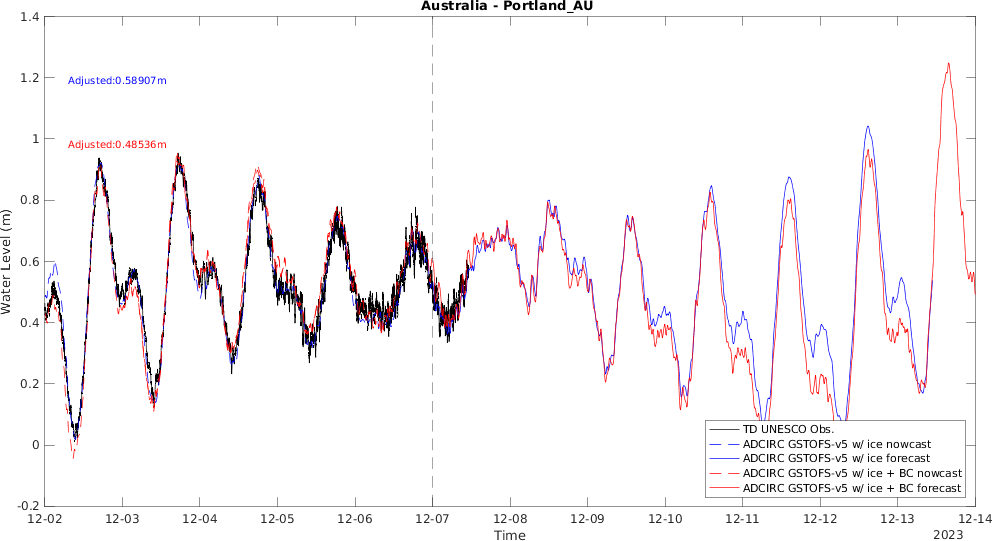 Australia - Portland_AU
1.4
1.2
1
0.8
0.6
0.4
0.2
0
-0.2
Water Level (m)
Adjusted:0.58907m
Adjusted:0.48536m
TD UNESCO Obs.
ADCIRC GSTOFS-v5 w/ ice nowcast
ADCIRC GSTOFS-v5 w/ ice forecast
ADCIRC GSTOFS-v5 w/ ice + BC nowcast
ADCIRC GSTOFS-v5 w/ ice + BC forecast
12-02 12-03 12-04 12-05 12-06 12-07 12-08 12-09 12-10 12-11 12-12 12-13 12-14
Time
2023